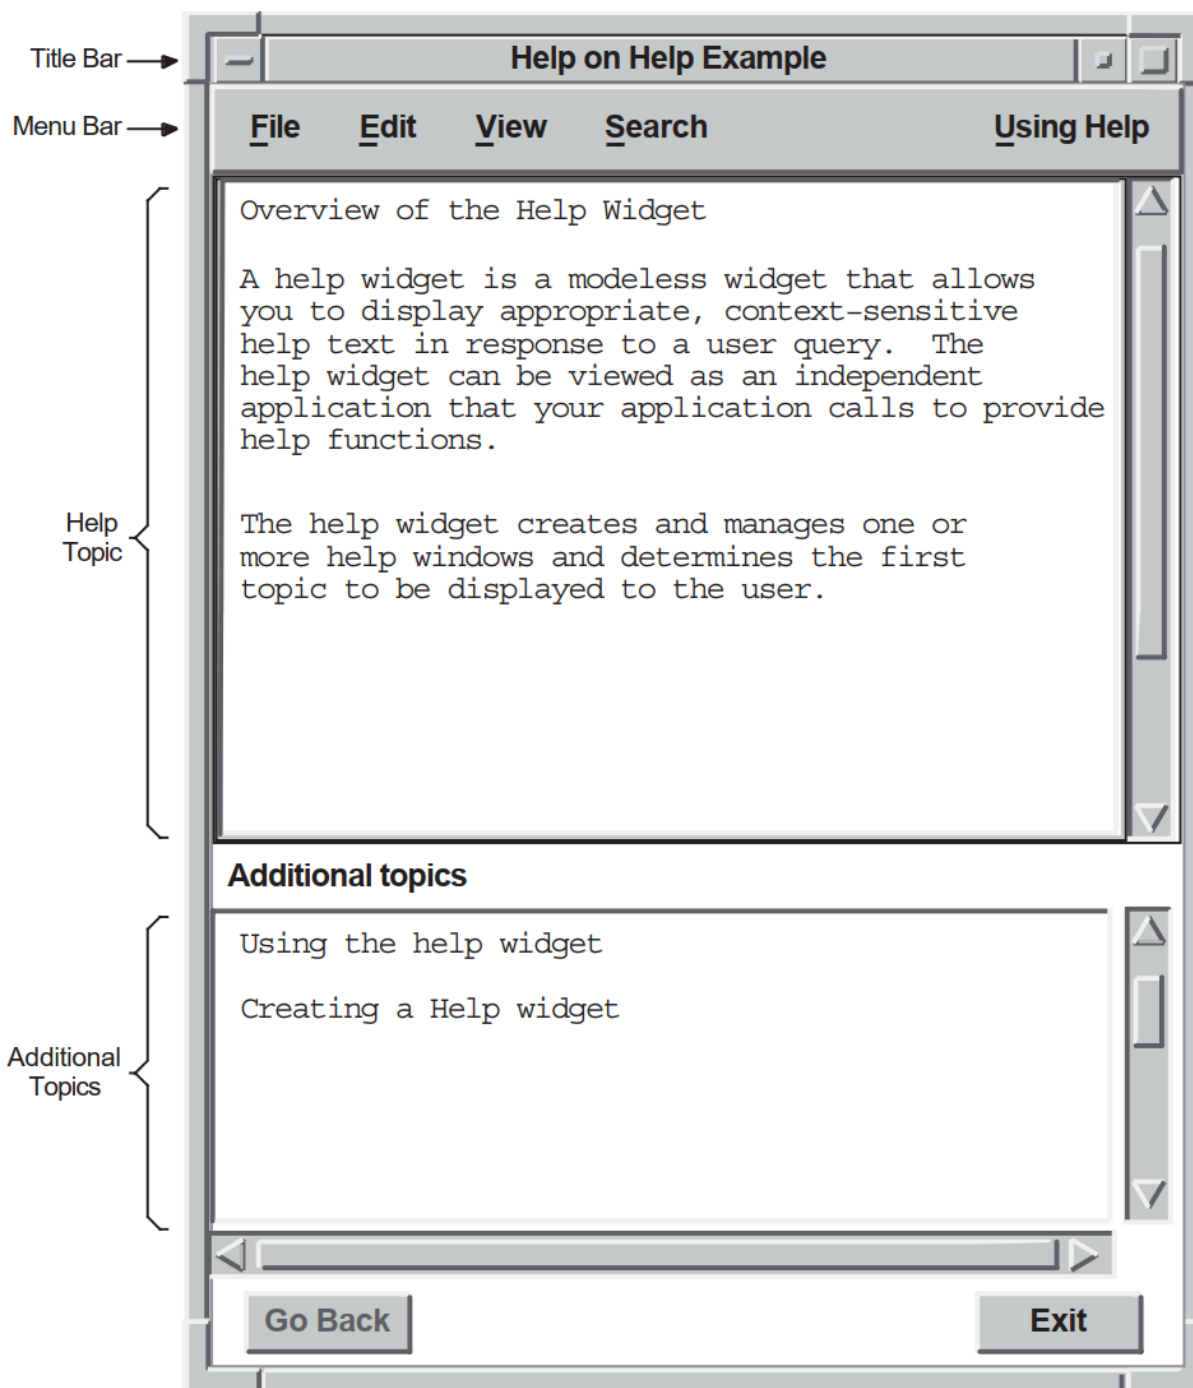 Title Bar
Help on Help Example
Menu Bar
File Edit View Search Using Help
Overview of the Help Widget
A help widget is a modeless widget that allows
you to display appropriate, context-sensitive
help text in response to a user query. The
help widget can be viewed as an independent
application that your application calls to provide
help functions.
Help
Topic
The help widget creates and manages one or
more help windows and determines the first
topic to be displayed to the user.
Additional topics
Using the help widget
Creating a Help widget
Additional
Topics
Go Back
Exit